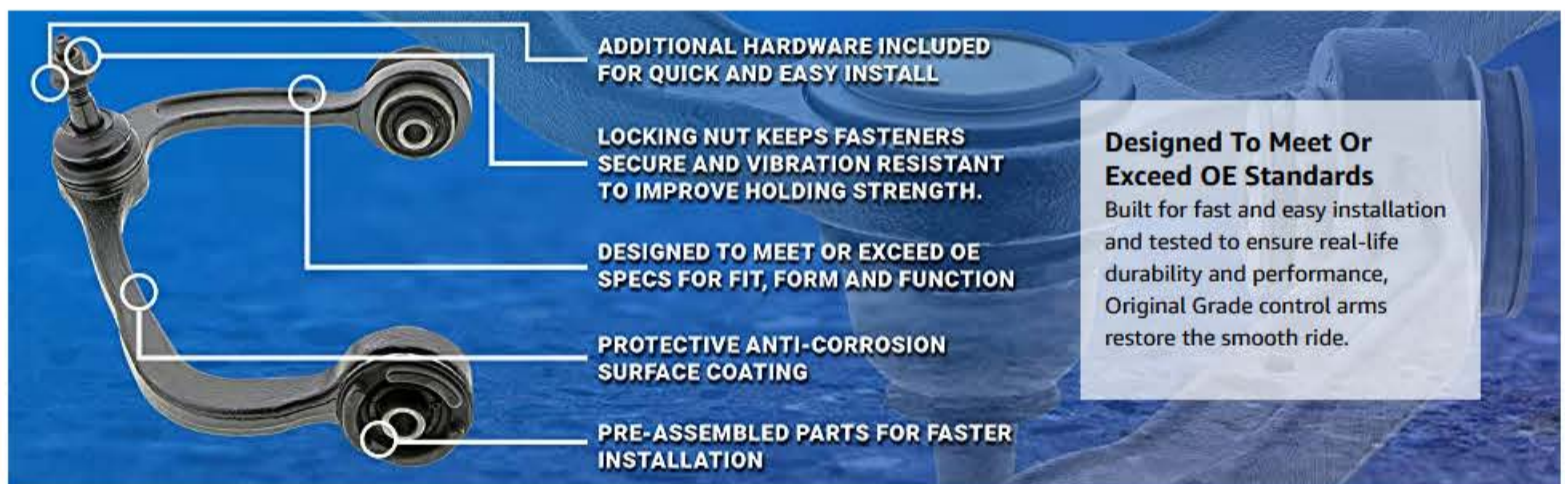 ADDITIONAL HARDWARE INCLUDED
FOR QUICK AND EASY INSTALL
LOCKING NUT KEEPS FASTENERS
SECURE AND VIBRATION RESISTANT
TO IMPROVE HOLDING STRENGTH.
DESIGNED TO MEET OR EXCEED OE
SPECS FOR FIT, FORM AND FUNCTION
PROTECTIVE ANTI-CORROSION
SURFACE COATING
PRE-ASSEMBLED PARTS FOR FASTER
INSTALLATION
Designed To Meet Or
Exceed OE Standards
Built for fast and easy installation
and tested to ensure real-life
durability and performance,
Original Grade control arms
restore the smooth ride.